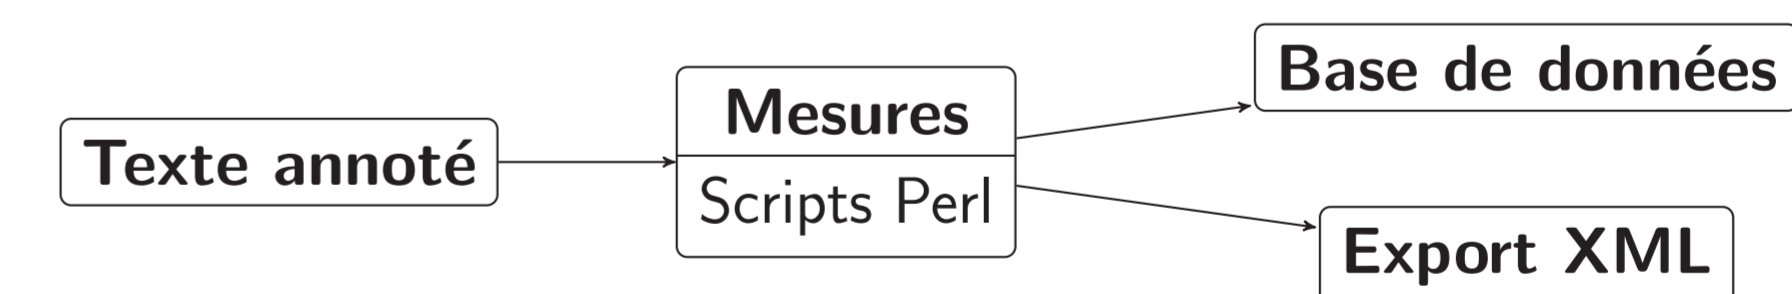 Texte annoté
Mesures
Scripts Perl
Base de données
Export XML